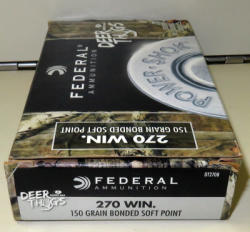 DEER
THUGS
FEDERAL
AMMUNITION
270 WIN.
150 GRAIN BONDED SOFT POINT
POWER-SHOK
FEDERAL
AMMUNITION
DEER
THUGS
270 WIN.
150 GRAIN BONDED SOFT POINT